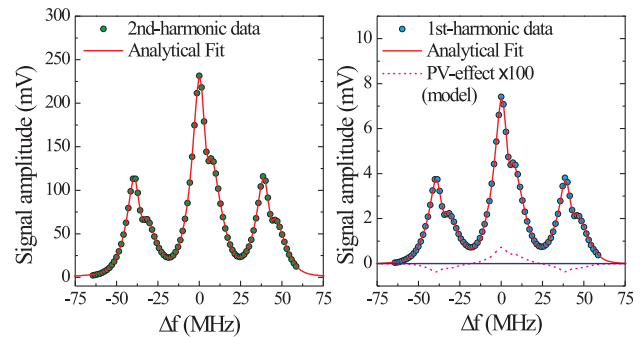 300
250
200
150
100
50
0
Signal amplitude (mV)
2nd-harmonic data
Analytical Fit
-75 -50 -25 0 25 50 75
Δf (MHz)
8
6
4
2
0
Signal amplitude (mV)
1st-harmonic data
Analytical Fit
PV-effect x100
(model)
-75 -50 -25 0 25 50 75
Δf (MHz)